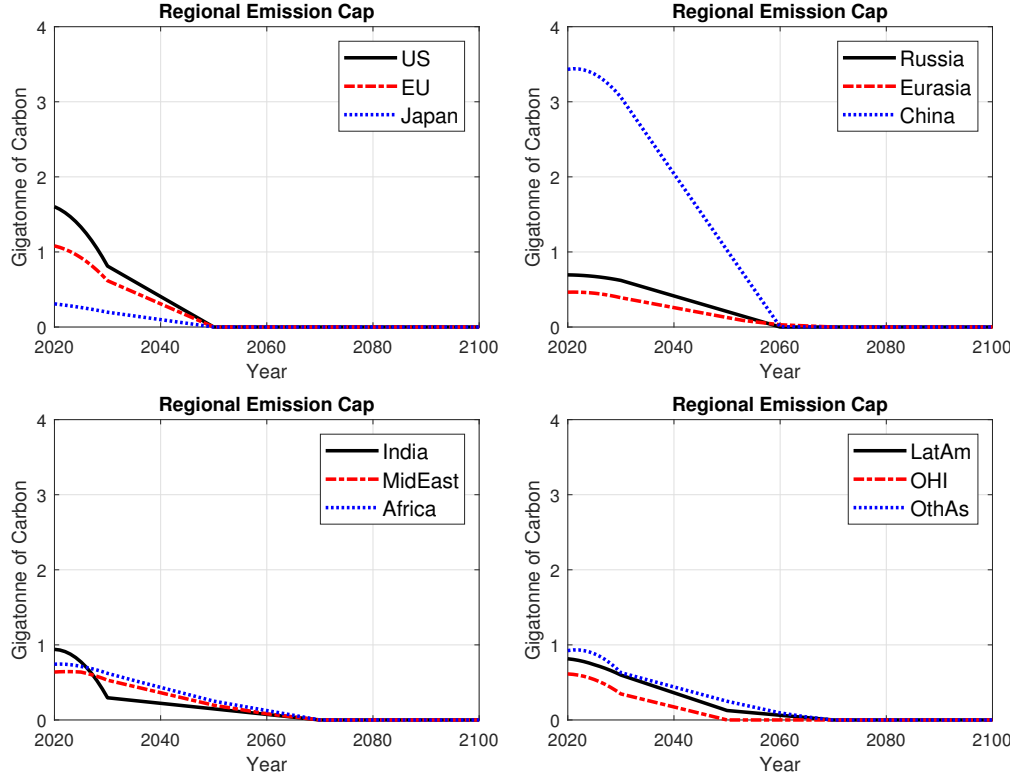 Regional Emission Cap
4
3
2
1
0
Gigatonne of Carbon
US
EU
Japan
2020 2040 2060 2080 2100
Year
Regional Emission Cap
4
3
2
1
0
Gigatonne of Carbon
Russia
Eurasia
China
2020 2040 2060 2080 2100
Year
Regional Emission Cap
4
3
2
1
0
Gigatonne of Carbon
India
MidEast
Africa
2020 2040 2060 2080 2100
Year
Regional Emission Cap
4
3
2
1
0
Gigatonne of Carbon
LatAm
OHI
OthAs
2020 2040 2060 2080 2100
Year